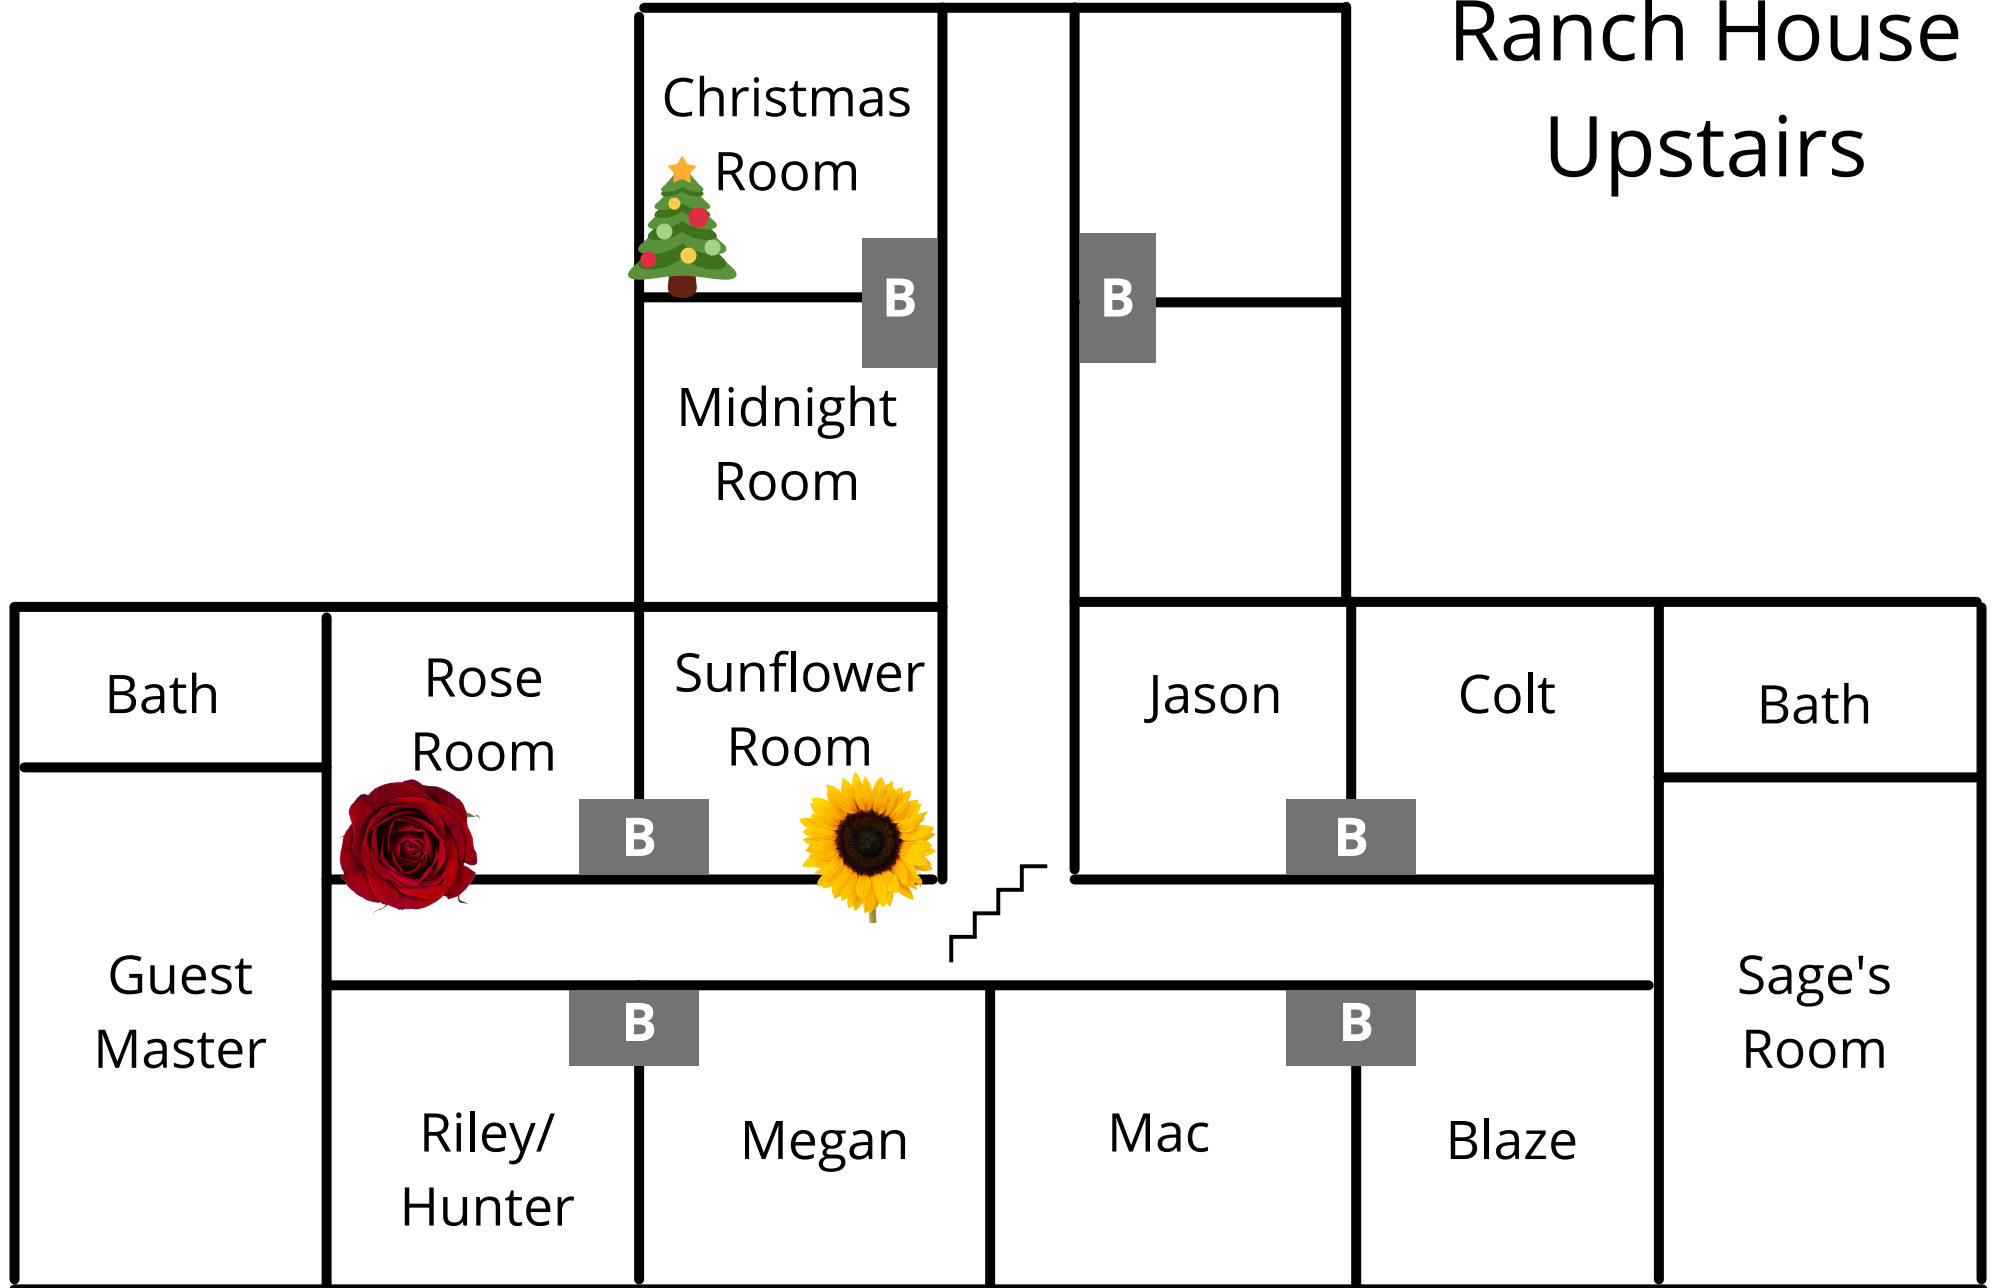 Ranch House
Upstairs
Christmas
Room
B
B
Midnight
Room
Bath
Rose
Room
Sunflower
Room
Jason
Colt
Bath
B
B
Guest
Master
Sage's
Room
B
B
Riley/
Hunter
Megan
Mac
Blaze